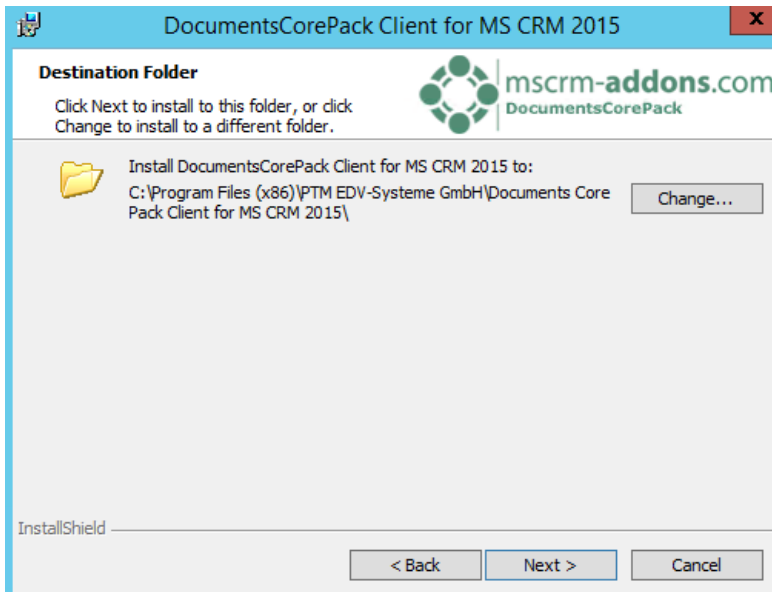 DocumentsCorePack Client for MS CRM 2015
x
Destination Folder
Click Next to install to this folder, or click
Change to install to a different folder.
mscrm-addons.com
DocumentsCorePack
Install DocumentsCorePack Client for MS CRM 2015 to:
C:\Program Files (x86)\PTM EDV-Systeme GmbH\Documents Core
Pack Client for MS CRM 2015\
Change...
InstallShield
< Back
Next >
Cancel